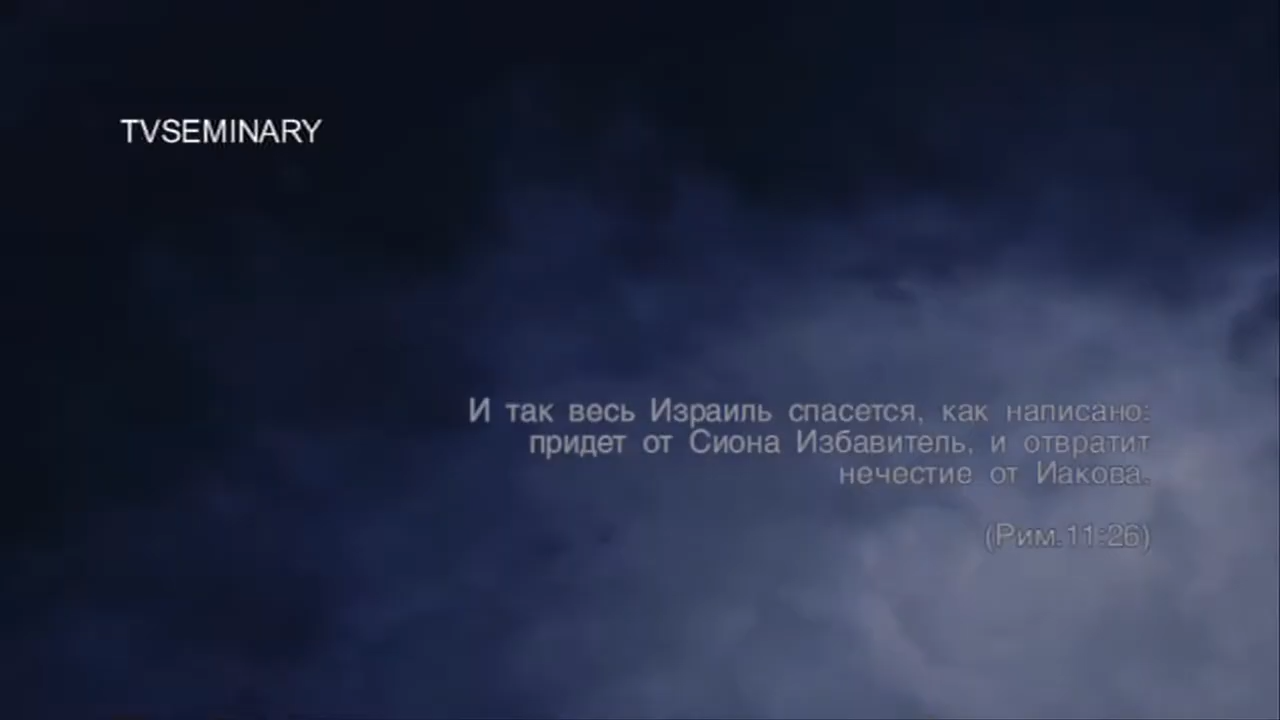 TVSEMINARY
И так весь Израиль спасется, как написано:
придет от Сиона Избавитель, и отвратит
нечестие от Иакова.
(Рим.11:26)